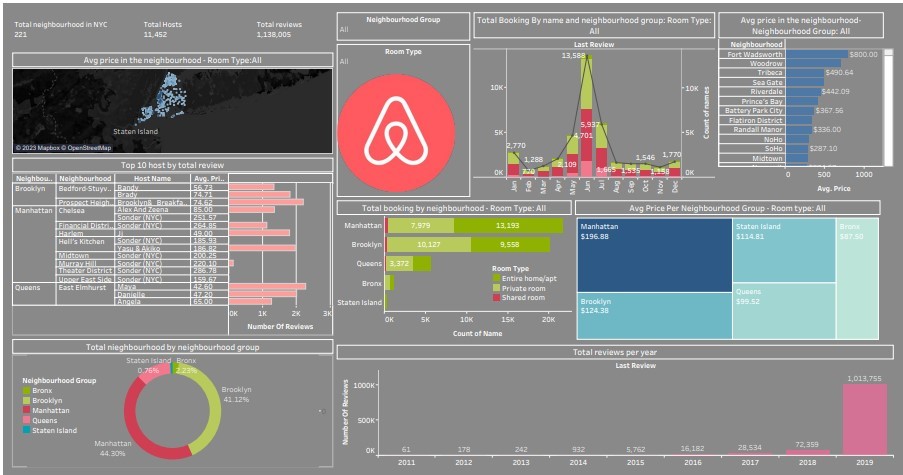 Total neighbourhood in NYC
221
Total Hosts
11,452
Total reviews
1,138,005
Neighbourhood Group
All
Room Type
All
Avg price in the neighbourhood - Room Type:All
Staten Island
© 2023 Mapbox © OpenStreetMap
Top 10 host by total review
Neighbou.. Neighbourhood Host Name Avg. Pri..
Brooklyn Bedford-Stuyv.. Randy 56.73
Brady 74.71
Prospect Heigh.. Brooklyn& Breakfa.. 74.62
Manhattan Chelsea Alex And Zeena 85.00
Sonder (NYC) 251.57
Financial Distri.. Sonder (NYC) 264.85
Harlem Jj 49.00
Hell's Kitchen Sonder (NYC) 185.93
Yasu & Akiko 186.82
Midtown Sonder (NYC) 200.25
Murray Hill Sonder (NYC) 220.10
Theater District Sonder (NYC) 286.78
Upper East Side Sonder (NYC) 159.67
Queens East Elmhurst Maya 42.60
Danielle 47.20
Angela 65.00
0K 1K 2K 3K
Number Of Reviews
Total nieghbourhood by neighbourhood group
Neighbourhood Group
Bronx
Brooklyn
Manhattan
Queens
Staten Island
Staten Island
0.76%
Bronx
2.23%
Brooklyn
41.12%
Manhattan
44.30%
Total Booking By name and neighbourhood group: Room Type:
All
Last Review
10K
5K
0K
13,588
5,937
4,701
2,770
770
1,288
2,109
1,665
1,535
1,546
1,158
1,770
10K
5K
0K
Count of names
Jan Feb Mar Apr May Jun Jul Aug Sep Oct Nov Dec
Avg price in the neighbourhood-
Neighbourhood Group: All
Neighbourhood
Fort Wadsworth $800.00
Woodrow
Tribeca $490.64
Sea Gate
Riverdale $442.09
Prince's Bay
Battery Park City $367.56
Flatiron District
Randall Manor $336.00
NoHo
SoHo $287.10
Midtown
0 500 1000
Avg. Price
Total booking by neighbourhood - Room Type: All
Manhattan 7,979 13,193
Brooklyn 10,127 9,558
Queens 3,372
Bronx
Staten Island
Room Type
Entire home/apt
Private room
Shared room
0K 5K 10K 15K 20K
Count of Name
Avg Price Per Neighbourhood Group - Room type: All
Manhattan
$196.88
Brooklyn
$124.38
Staten Island
$114.81
Queens
$99.52
Bronx
$87.50
Total reviews per year
Last Review
Number Of Reviews
1000K
500K
0K
61 178 242 932 5,762 16,182 28,534 72,359 1,013,755
2011 2012 2013 2014 2015 2016 2017 2018 2019